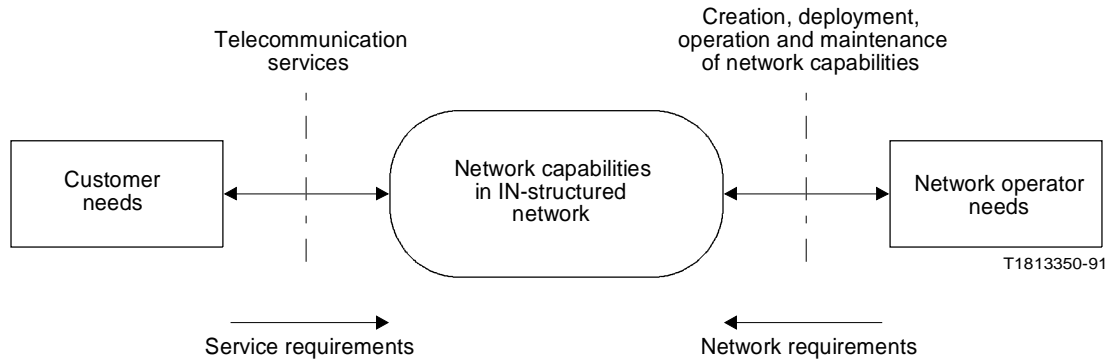 Telecommunication
services
Creation, deployment,
operation and maintenance
of network capabilities
Customer
needs
Network capabilities
in IN-structured
network
Network operator
needs
T1813350-91
Service requirements
Network requirements